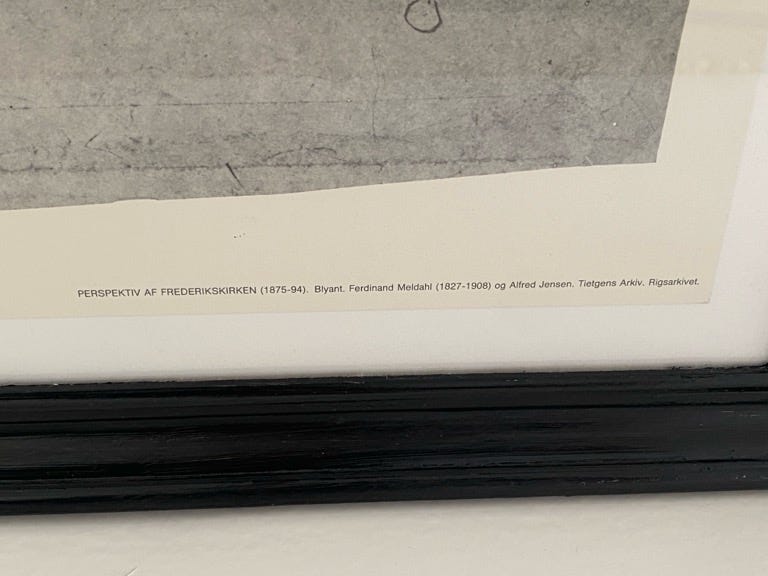 PERSPEKTIV AF FREDERIKSKIRKEN (1875-94). Blyant. Ferdinand Meldahl (1827-1908) og Alfred Jensen. Tietgens Arkiv. Rigsarkivet.